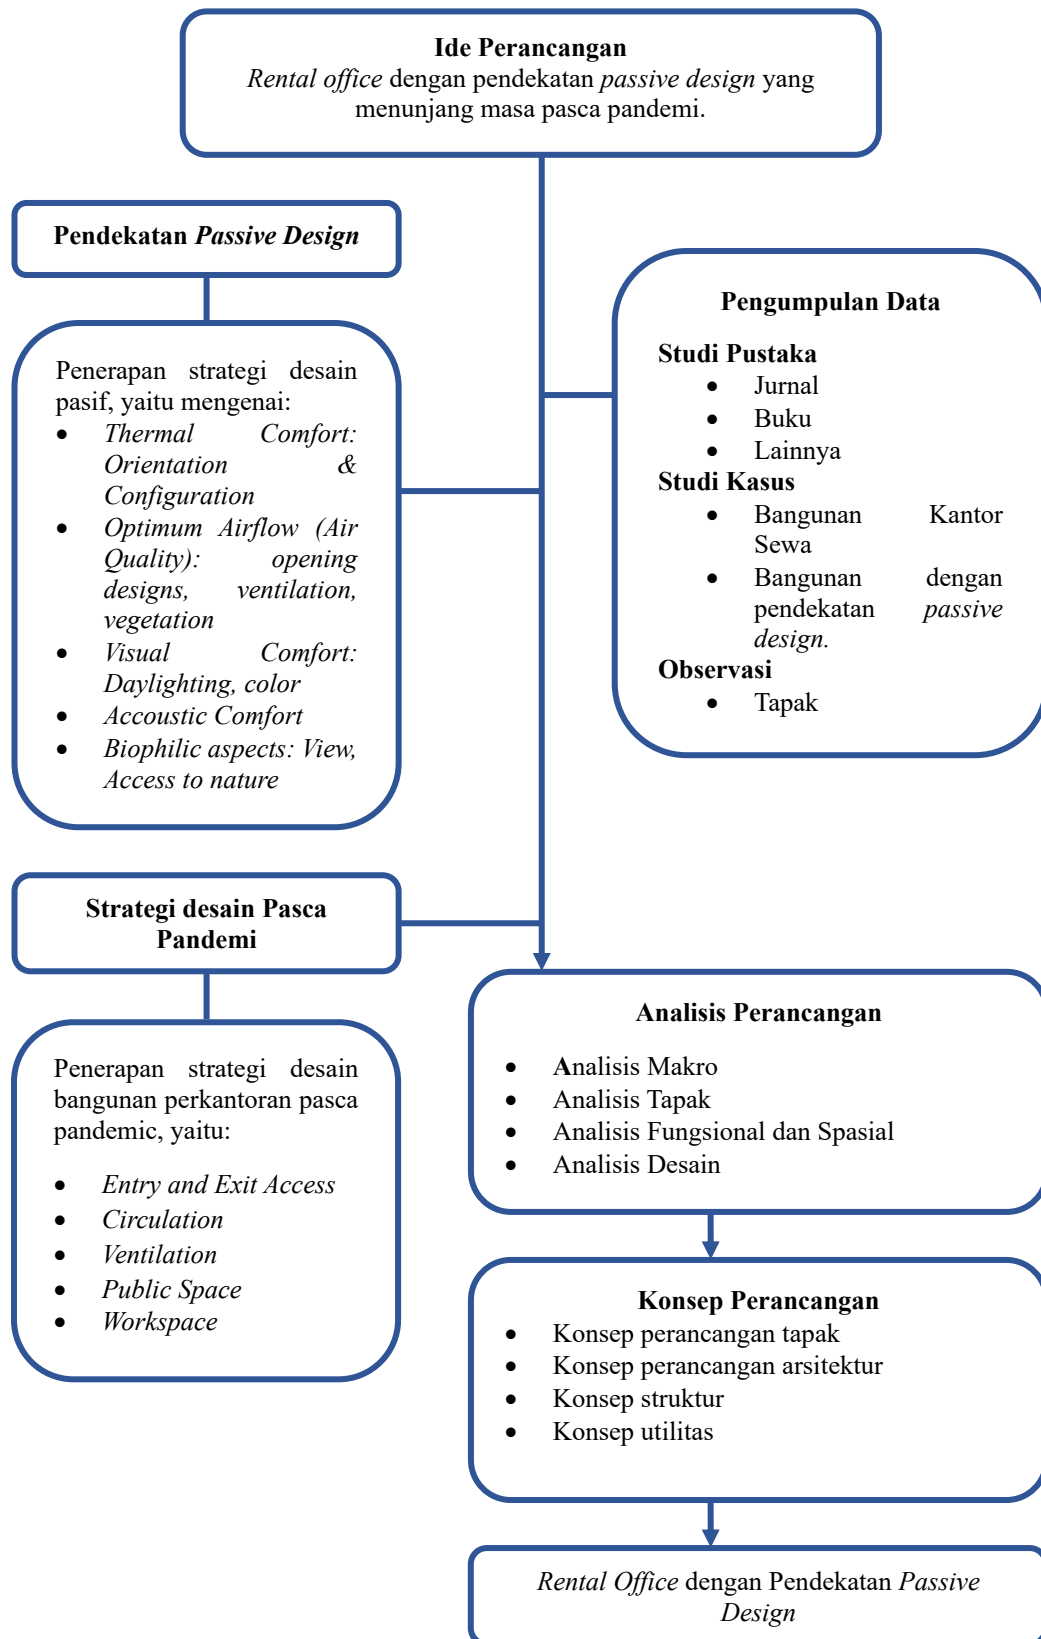 Ide Perancangan
Rental office dengan pendekatan passive design yang
menunjang masa pasca pandemi.
Pendekatan Passive Design
Penerapan strategi desain
pasif, yaitu mengenai:
• Thermal Comfort:
Orientation &
Configuration
• Optimum Airflow (Air
Quality): opening
designs, ventilation,
vegetation
• Visual Comfort:
Daylighting, color
• Accoustic Comfort
• Biophilic aspects: View,
Access to nature
Pengumpulan Data
Studi Pustaka
• Jurnal
• Buku
• Lainnya
Studi Kasus
• Bangunan Kantor
Sewa
• Bangunan dengan
pendekatan passive
design.
Observasi
• Tapak
Strategi desain Pasca
Pandemi
Penerapan strategi desain
bangunan perkantoran pasca
pandemic, yaitu:
• Entry and Exit Access
• Circulation
• Ventilation
• Public Space
• Workspace
Analisis Perancangan
• Analisis Makro
• Analisis Tapak
• Analisis Fungsional dan Spasial
• Analisis Desain
Konsep Perancangan
• Konsep perancangan tapak
• Konsep perancangan arsitektur
• Konsep struktur
• Konsep utilitas
Rental Office dengan Pendekatan Passive
Design